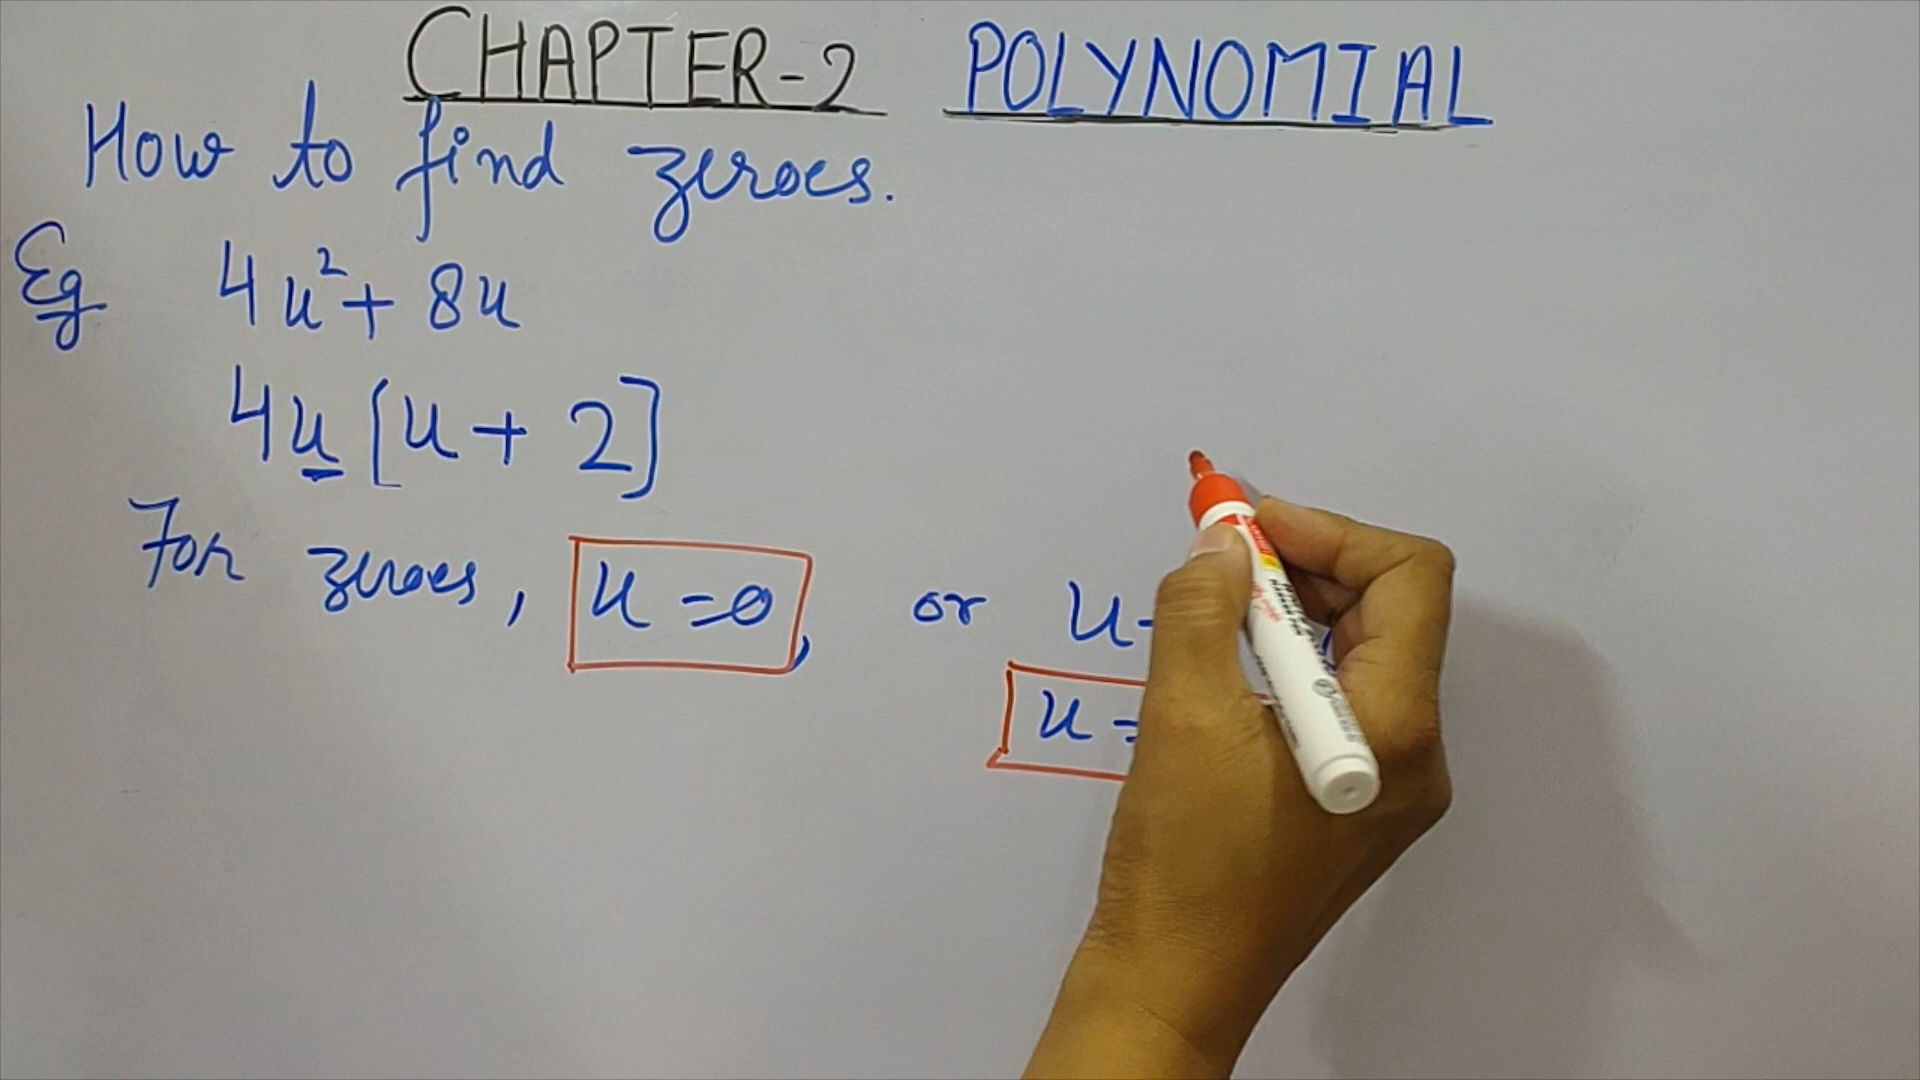 CHAPTER-2 POLYNOMIAL
How to find zeroes.
Eg 4u²+ 8u
4u [u + 2]
For zeroes, u =0, or u
u =